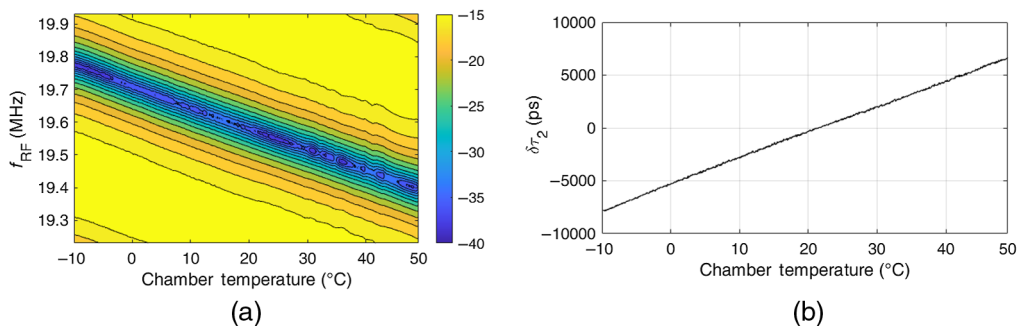 19.9
19.8
19.7
19.6
19.5
19.4
19.3
f_RF (MHz)
−10 0 10 20 30 40 50
Chamber temperature (°C)
−15
−20
−25
−30
−35
−40
(a)
10000
5000
0
−5000
−10000
δτ₂ (ps)
−10 0 10 20 30 40 50
Chamber temperature (°C)
(b)